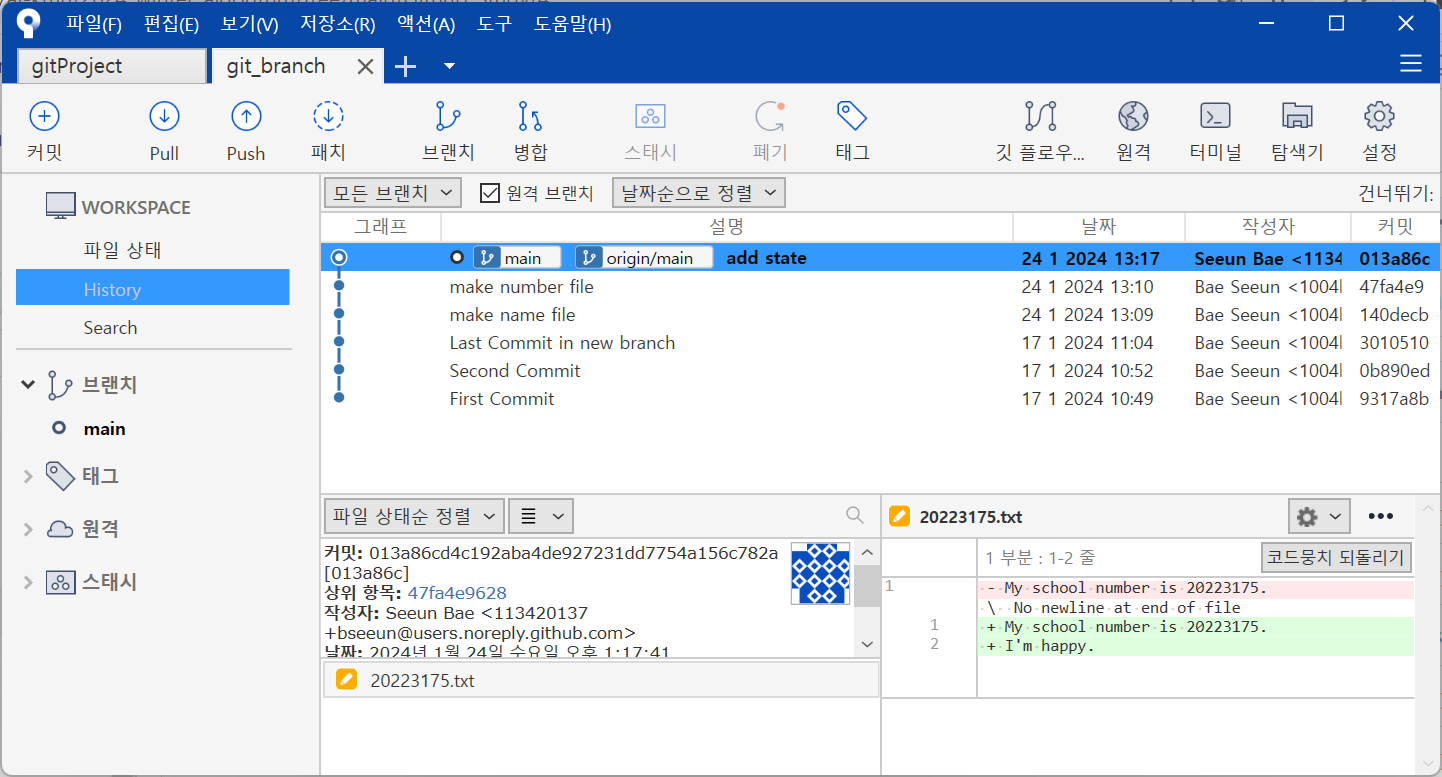 파일(F) 편집(E) 보기(V) 저장소(R) 액션(A) 도구 도움말(H)
gitProject git_branch
커밋 Pull Push 패치 브랜치 병합 스태시 폐기 태그 깃 플로우... 원격 터미널 탐색기 설정
WORKSPACE
파일 상태
History
Search
브랜치
main
태그
원격
스태시
모든 브랜치 원격 브랜치 날짜순으로 정렬 건너뛰기:
그래프 설명 날짜 작성자 커밋
main origin/main add state 24 1 2024 13:17 Seeun Bae <1134 013a86c
make number file 24 1 2024 13:10 Bae Seeun <1004l 47fa4e9
make name file 24 1 2024 13:09 Bae Seeun <1004l 140decb
Last Commit in new branch 17 1 2024 11:04 Bae Seeun <1004l 3010510
Second Commit 17 1 2024 10:52 Bae Seeun <1004l 0b890ed
First Commit 17 1 2024 10:49 Bae Seeun <1004l 9317a8b
파일 상태순 정렬
커밋: 013a86cd4c192aba4de927231dd7754a156c782a
[013a86c]
상위 항목: 47fa4e9628
작성자: Seeun Bae <113420137
+bseeun@users.noreply.github.com>
날짜: 2024년 1월 24일 수요일 오후 1:17:41
20223175.txt
20223175.txt
1 부분 : 1-2 줄 코드뭉치 되돌리기
1 - My school number is 20223175.
\ No newline at end of file
1 + My school number is 20223175.
2 + I'm happy.